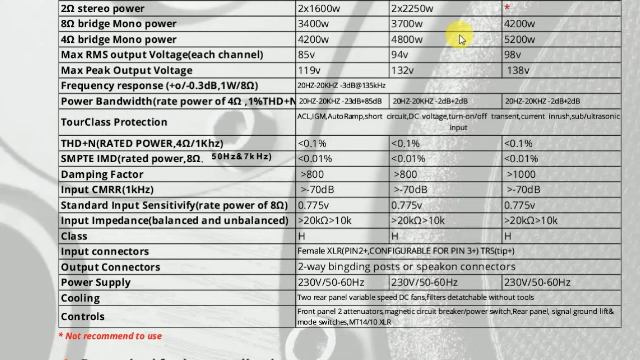 2Ω stereo power 2x1600w 2x2250w *
8Ω bridge Mono power 3400w 3700w 4200w
4Ω bridge Mono power 4200w 4800w 5200w
Max RMS output Voltage(each channel) 85v 94v 98v
Max Peak Output Voltage 119v 132v 138v
Frequency response (+o/-0.3dB,1W/8Ω) 20HZ-20KHZ -3dB@135kHz
Power Bandwidth(rate power of 4Ω ,1%THD+N 20HZ-20KHZ -23dB+85dB 20HZ-20KHZ -2dB+2dB 20HZ-20KHZ -2dB+2dB
TourClass Protection ACL,IGM,AutoRamp,short circuit,DC voltage,turn-on/off transent,current inrush,sub/ultrasonic input
THD+N(RATED POWER,4Ω/1Khz) <0.1% <0.1% <0.1%
SMPTE IMD(rated power,8Ω. 50Hz&7kHz) <0.01% <0.01% <0.01%
Damping Factor >800 >800 >1000
Input CMRR(1kHz) >-70dB >-70dB >-70dB
Standard Input Sensitivify(rate power of 8Ω) 0.775v 0.775v 0.775v
Input Impedance(balanced and unbalanced) >20kΩ>10k >20kΩ>10k >20kΩ>10k
Class H H H
Input connectors Female XLR(PIN2+,CONFIGURABLE FOR PIN 3+) TRS(tip+)
Output Connectors 2-way bingding posts or speakon connectors
Power Supply 230V/50-60Hz 230V/50-60Hz 230V/50-60Hz
Cooling Two rear panel variable speed DC fans,filters detachable without tools
Controls Front panel 2 attenuators,magnetic circuit breaker/power switch,Rear panel, signal ground lift&
mode switches,MT14/10 XLR
* Not recommend to use